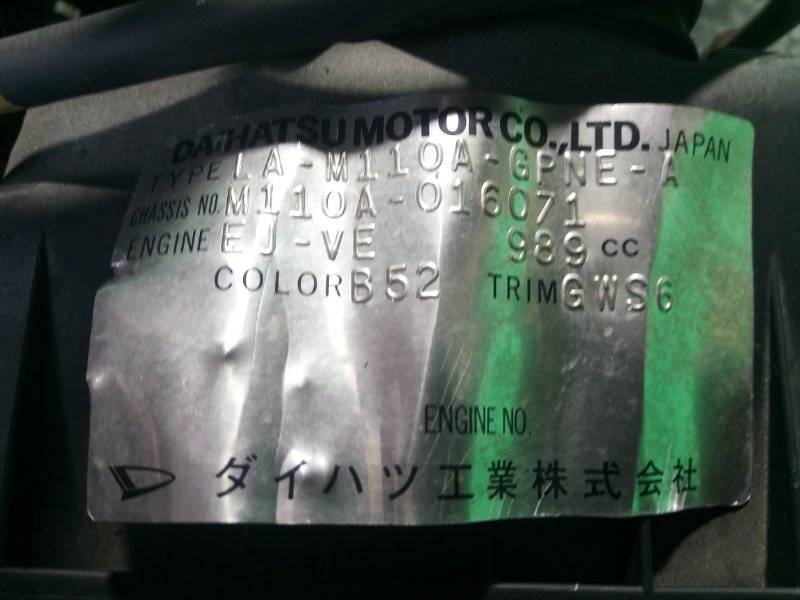 DAIHATSU MOTOR CO.,LTD. JAPAN
TYPE LA-M110A-GPNE-A
CHASSIS NO. M110A-016071
ENGINE EJ-VE 989 CC
COLOR B52 TRIM GWS6
ENGINE NO.
ダイハツ工業株式会社